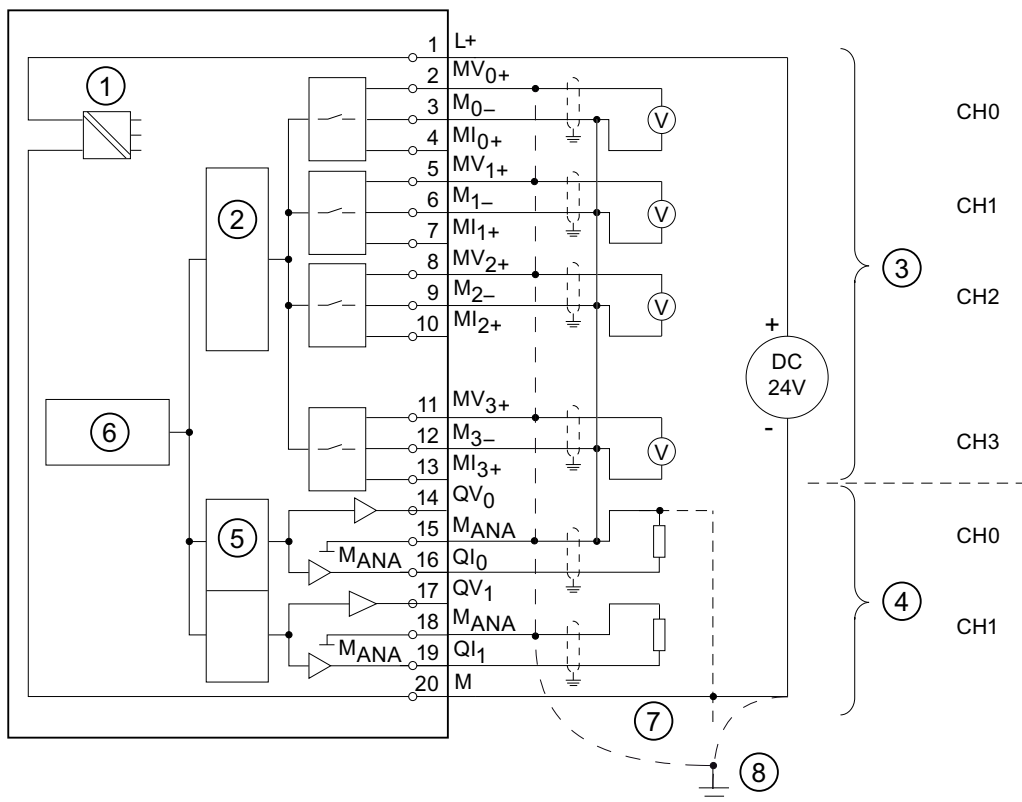 1 L+
① 2 MV0+
3 M0– V CH0
4 MI0+
5 MV1+
② 6 M1– V CH1
7 MI1+
8 MV2+ ③
9 M2– V CH2
10 MI2+
+
DC
24V
-
11 MV3+
⑥ 12 M3– V CH3
13 MI3+
14 QV0
⑤ 15 MANA CH0
MANA 16 QI0
17 QV1 ④
18 MANA CH1
MANA 19 QI1
20 M
⑦
⑧